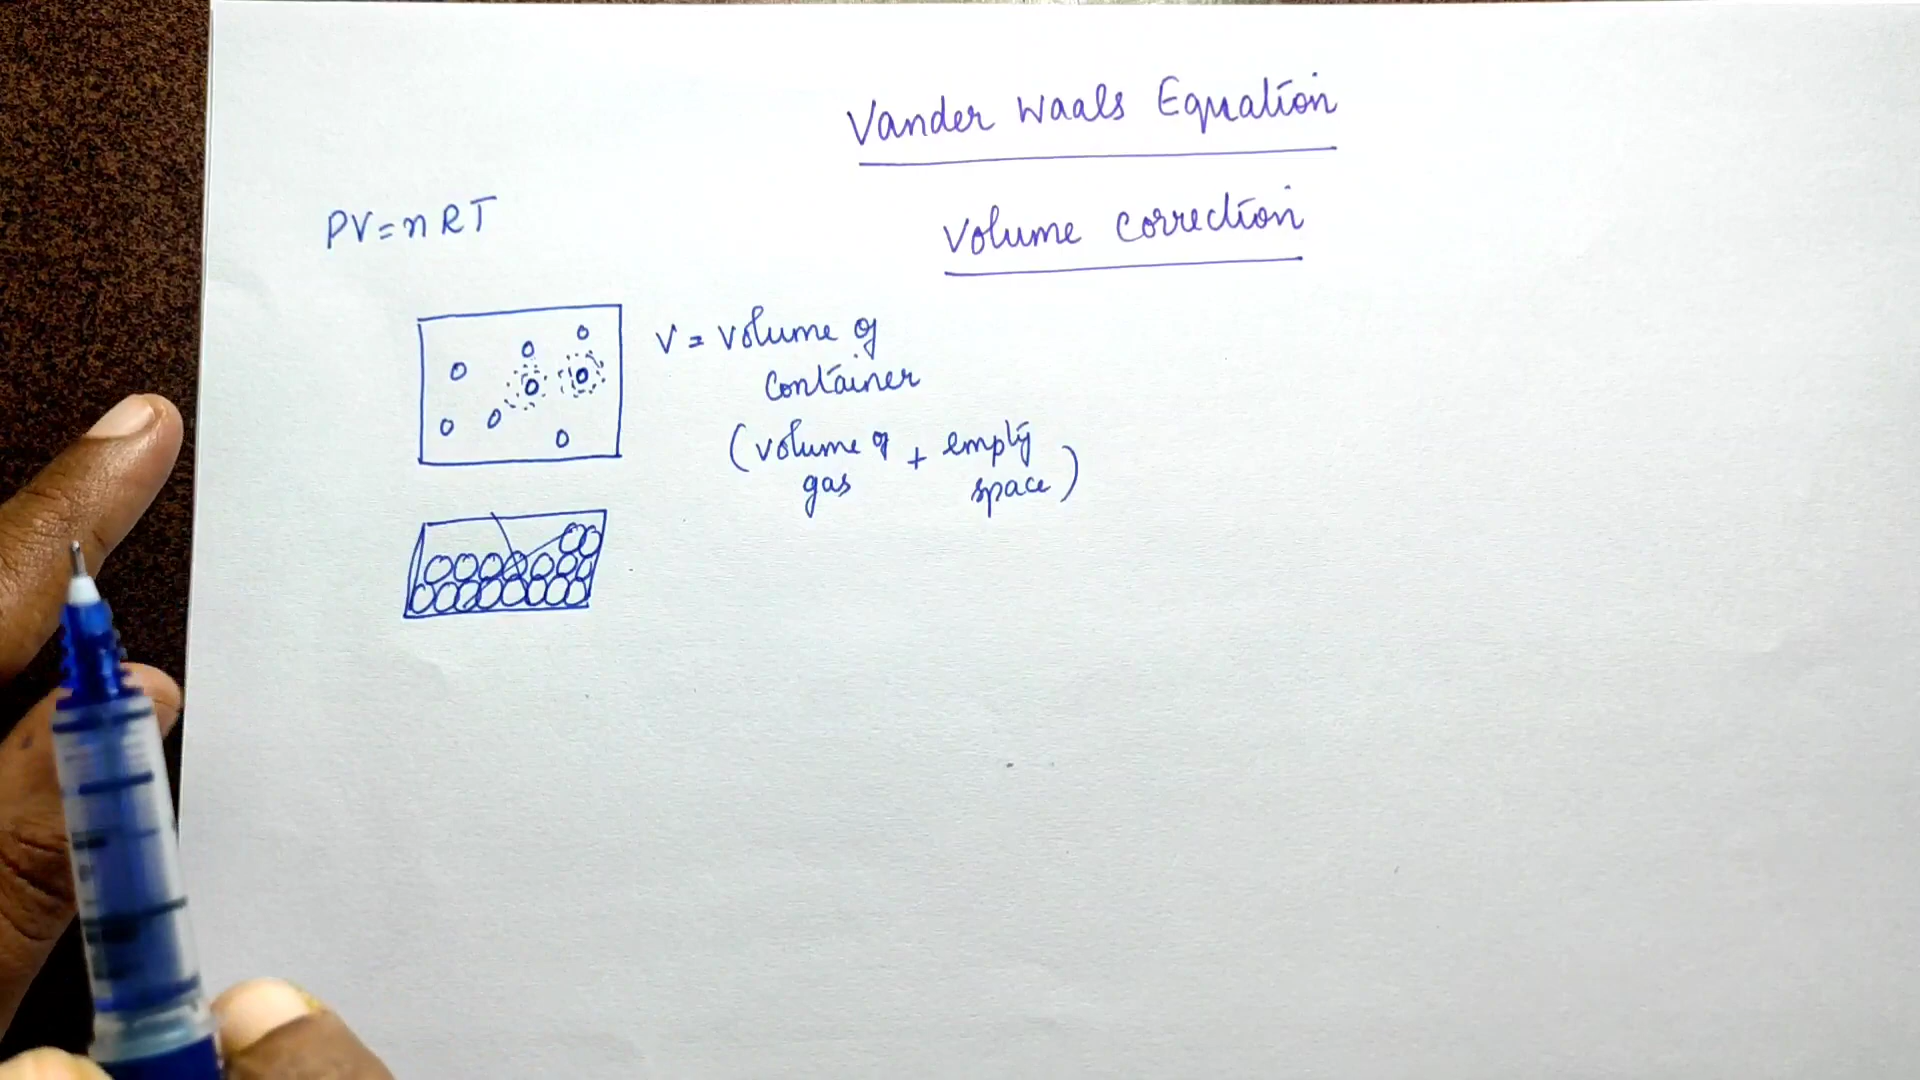 Vander Waals Equation
Volume correction
PV = nRT
V = Volume of
container
(volume of + empty
gas space)